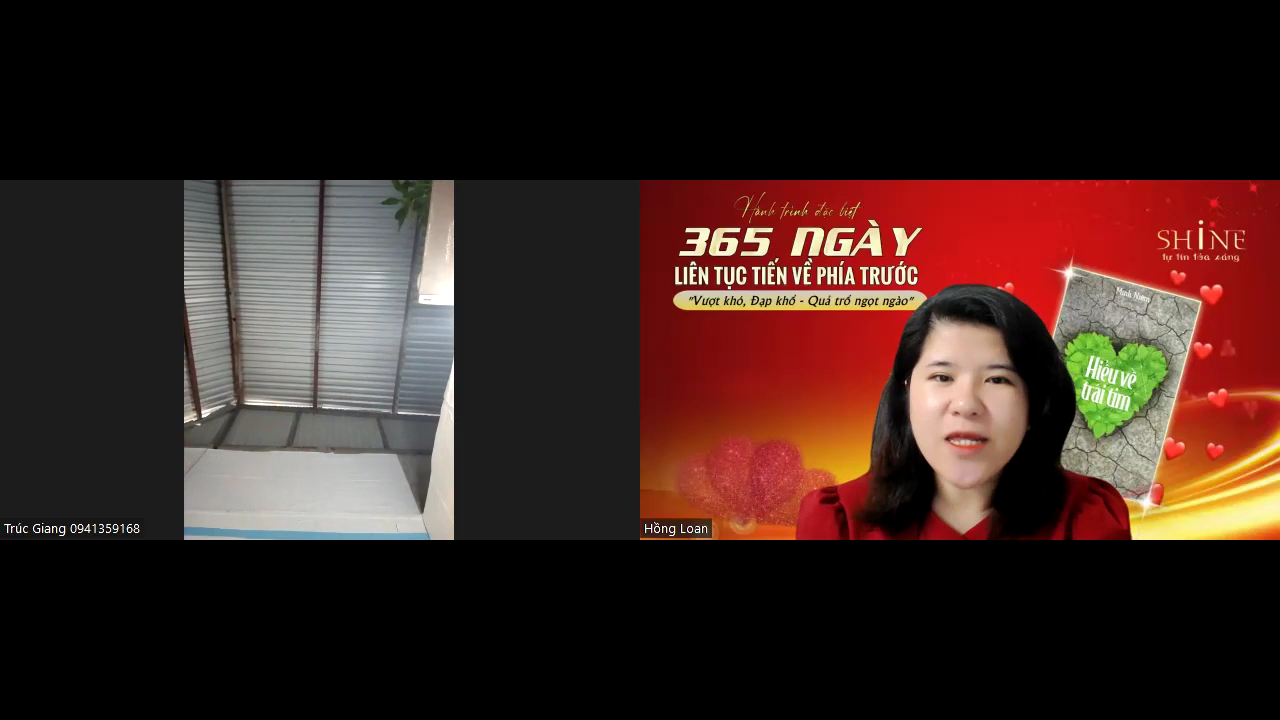 Trúc Giang 0941359168
Hành trình đặc biệt
365 NGÀY
LIÊN TỤC TIẾN VỀ PHÍA TRƯỚC
"Vượt khó, Đạp khổ - Quả trổ ngọt ngào"
SHiNE
Tự tin tỏa sáng
Minh Niệm
Hiểu về
trái tim
Hồng Loan